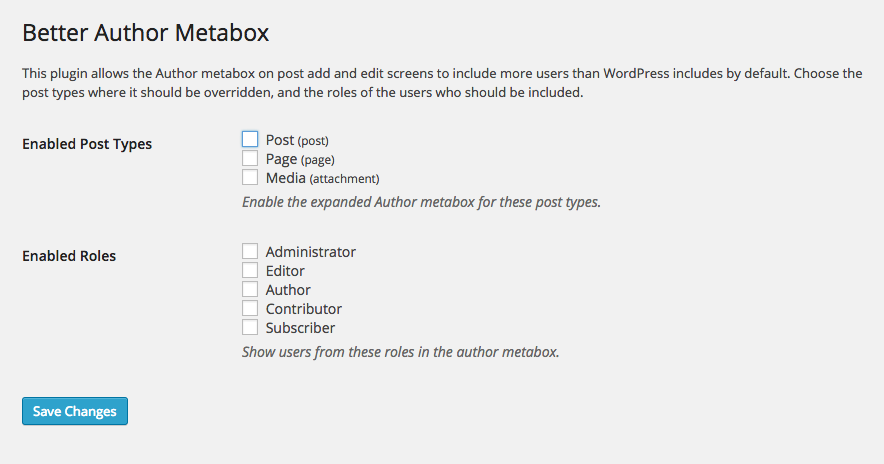 Better Author Metabox
This plugin allows the Author metabox on post add and edit screens to include more users than WordPress includes by default. Choose the
post types where it should be overridden, and the roles of the users who should be included.
Enabled Post Types
Post (post)
Page (page)
Media (attachment)
Enable the expanded Author metabox for these post types.
Enabled Roles
Administrator
Editor
Author
Contributor
Subscriber
Show users from these roles in the author metabox.
Save Changes